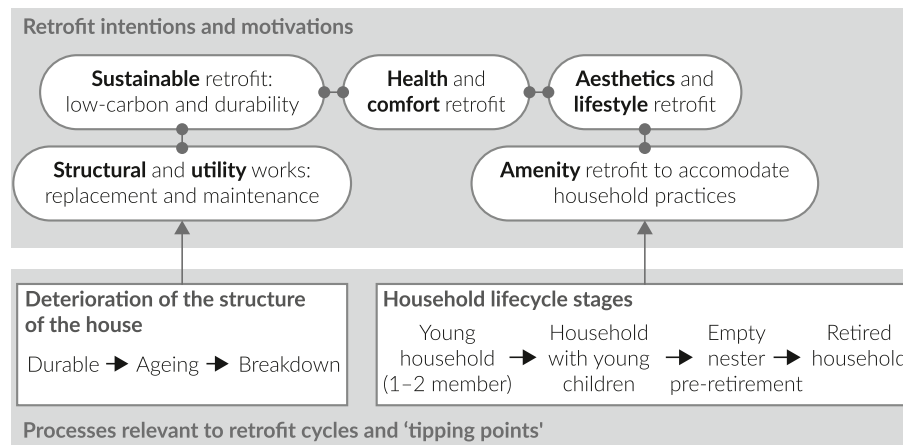 Retrofit intentions and motivations
Sustainable retrofit:
low-carbon and durability
Health and
comfort retrofit
Aesthetics and
lifestyle retrofit
Structural and utility works:
replacement and maintenance
Amenity retrofit to accomodate
household practices
Deterioration of the structure
of the house
Durable → Ageing → Breakdown
Household lifecycle stages
Young
household
(1–2 member)
Household
with young
children
Empty
nester
pre-retirement
Retired
household
Processes relevant to retrofit cycles and ‘tipping points'